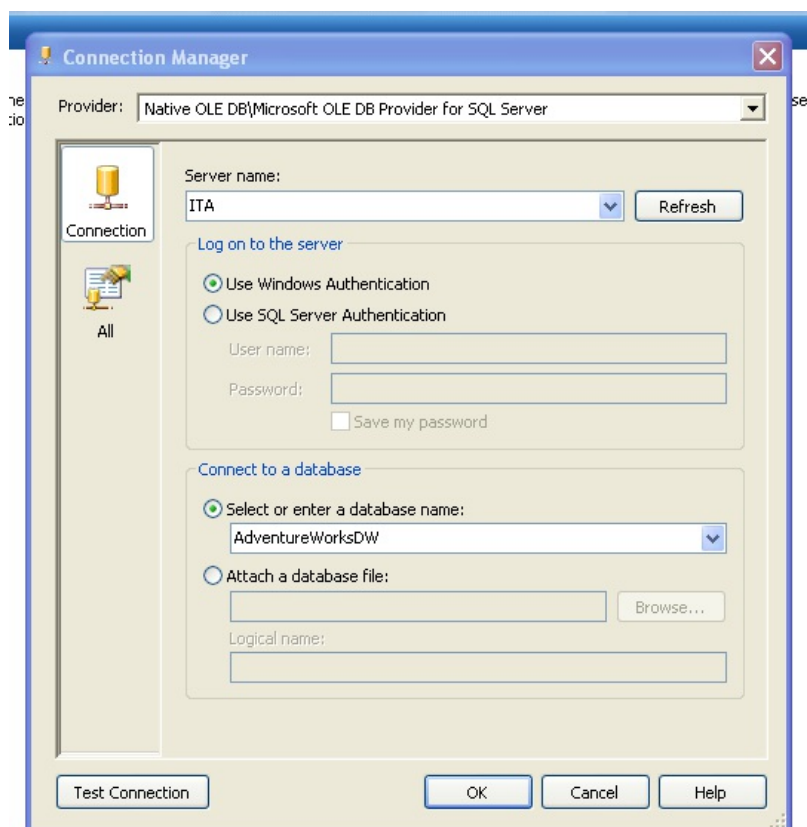 Connection Manager
Provider: Native OLE DB\Microsoft OLE DB Provider for SQL Server
Connection
All
Server name:
ITA
Refresh
Log on to the server
Use Windows Authentication
Use SQL Server Authentication
User name:
Password:
Save my password
Connect to a database
Select or enter a database name:
AdventureWorksDW
Attach a database file:
Browse...
Logical name:
Test Connection
OK
Cancel
Help